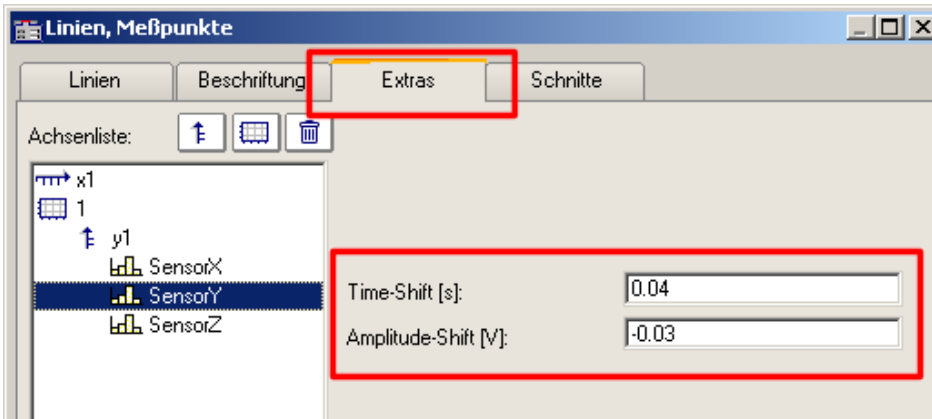 Linien, Meßpunkte
Linien Beschriftung Extras Schnitte
Achsenliste:
x1
1
y1
SensorX
SensorY
SensorZ
Time-Shift [s]: 0.04
Amplitude-Shift [V]: -0.03